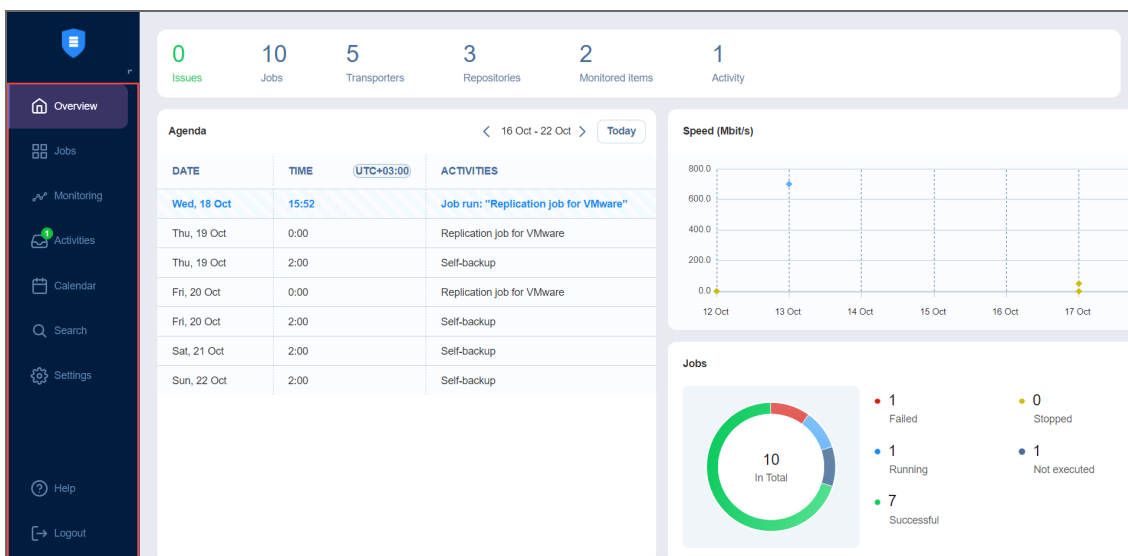 Overview
Jobs
Monitoring
1
Activities
Calendar
Search
Settings
Help
Logout
0 10 5 3 2 1
Issues Jobs Transporters Repositories Monitored items Activity
Agenda 16 Oct - 22 Oct Today
DATE TIME UTC+03:00 ACTIVITIES
Wed, 18 Oct 15:52 Job run: "Replication job for VMware"
Thu, 19 Oct 0:00 Replication job for VMware
Thu, 19 Oct 2:00 Self-backup
Fri, 20 Oct 0:00 Replication job for VMware
Fri, 20 Oct 2:00 Self-backup
Sat, 21 Oct 2:00 Self-backup
Sun, 22 Oct 2:00 Self-backup
Speed (Mbit/s)
800.0
600.0
400.0
200.0
0.0
12 Oct 13 Oct 14 Oct 15 Oct 16 Oct 17 Oct
Jobs
10
In Total
1
Failed
0
Stopped
1
Running
1
Not executed
7
Successful